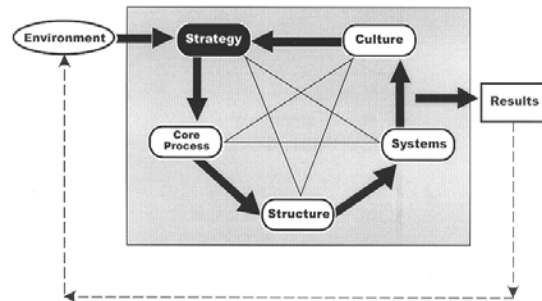 Environment
Strategy
Culture
Results
Core
Process
Systems
Structure